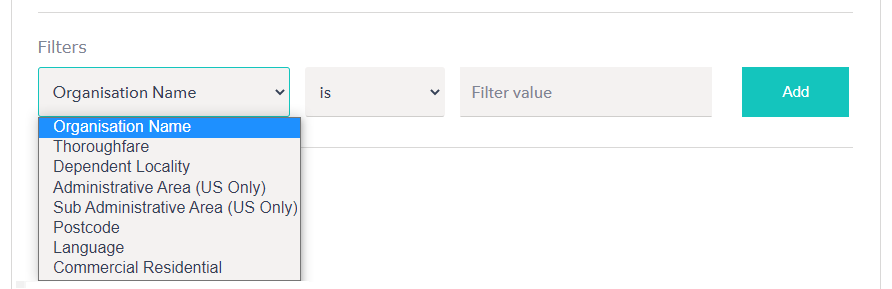 Filters
Organisation Name
is
Filter value
Add
Organisation Name
Thoroughfare
Dependent Locality
Administrative Area (US Only)
Sub Administrative Area (US Only)
Postcode
Language
Commercial Residential